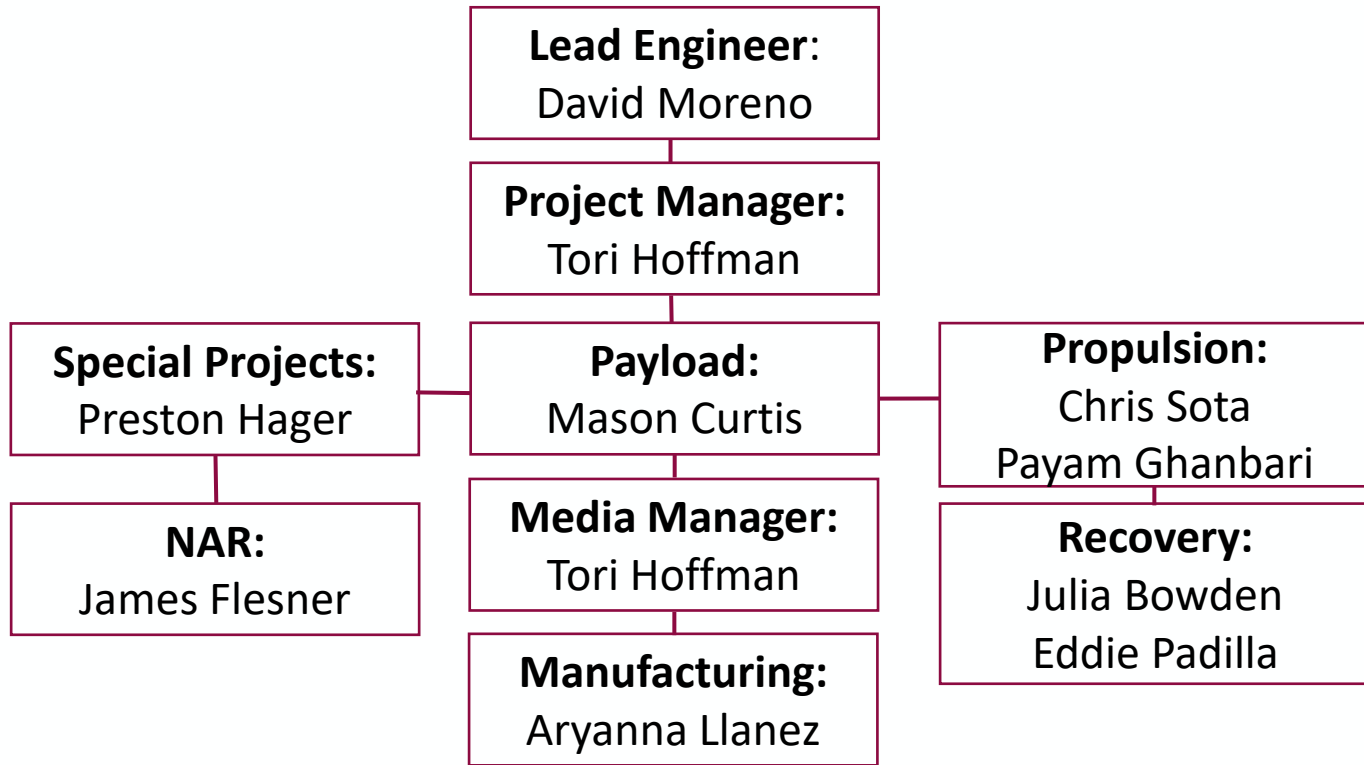 Lead Engineer:
David Moreno
Project Manager:
Tori Hoffman
Special Projects:
Preston Hager
Payload:
Mason Curtis
Propulsion:
Chris Sota
Payam Ghanbari
NAR:
James Flesner
Media Manager:
Tori Hoffman
Recovery:
Julia Bowden
Eddie Padilla
Manufacturing:
Aryanna Llanez